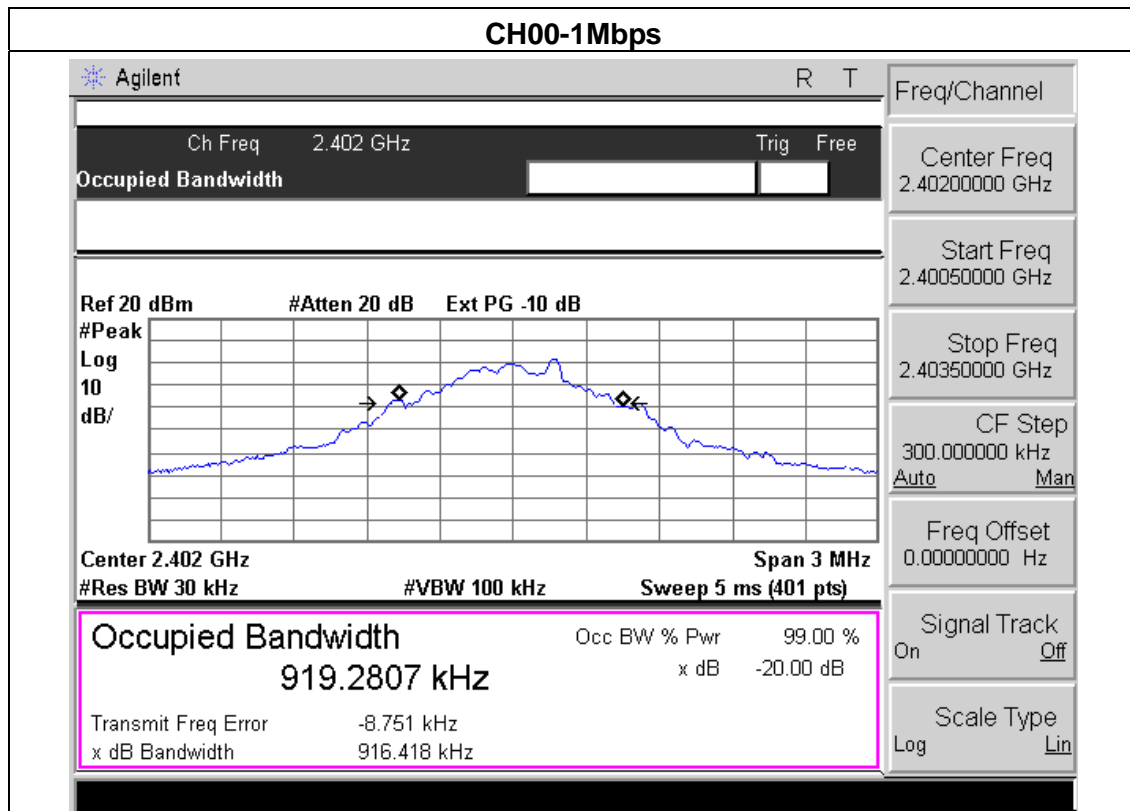 CH00-1Mbps
Agilent R T
Ch Freq 2.402 GHz Trig Free
Occupied Bandwidth
Ref 20 dBm #Atten 20 dB Ext PG -10 dB
#Peak
Log
10
dB/
Center 2.402 GHz Span 3 MHz
#Res BW 30 kHz #VBW 100 kHz Sweep 5 ms (401 pts)
Occupied Bandwidth Occ BW % Pwr 99.00 %
919.2807 kHz x dB -20.00 dB
Transmit Freq Error -8.751 kHz
x dB Bandwidth 916.418 kHz
Freq/Channel
Center Freq
2.40200000 GHz
Start Freq
2.40050000 GHz
Stop Freq
2.40350000 GHz
CF Step
300.000000 kHz
Auto Man
Freq Offset
0.00000000 Hz
Signal Track
On Off
Scale Type
Log Lin